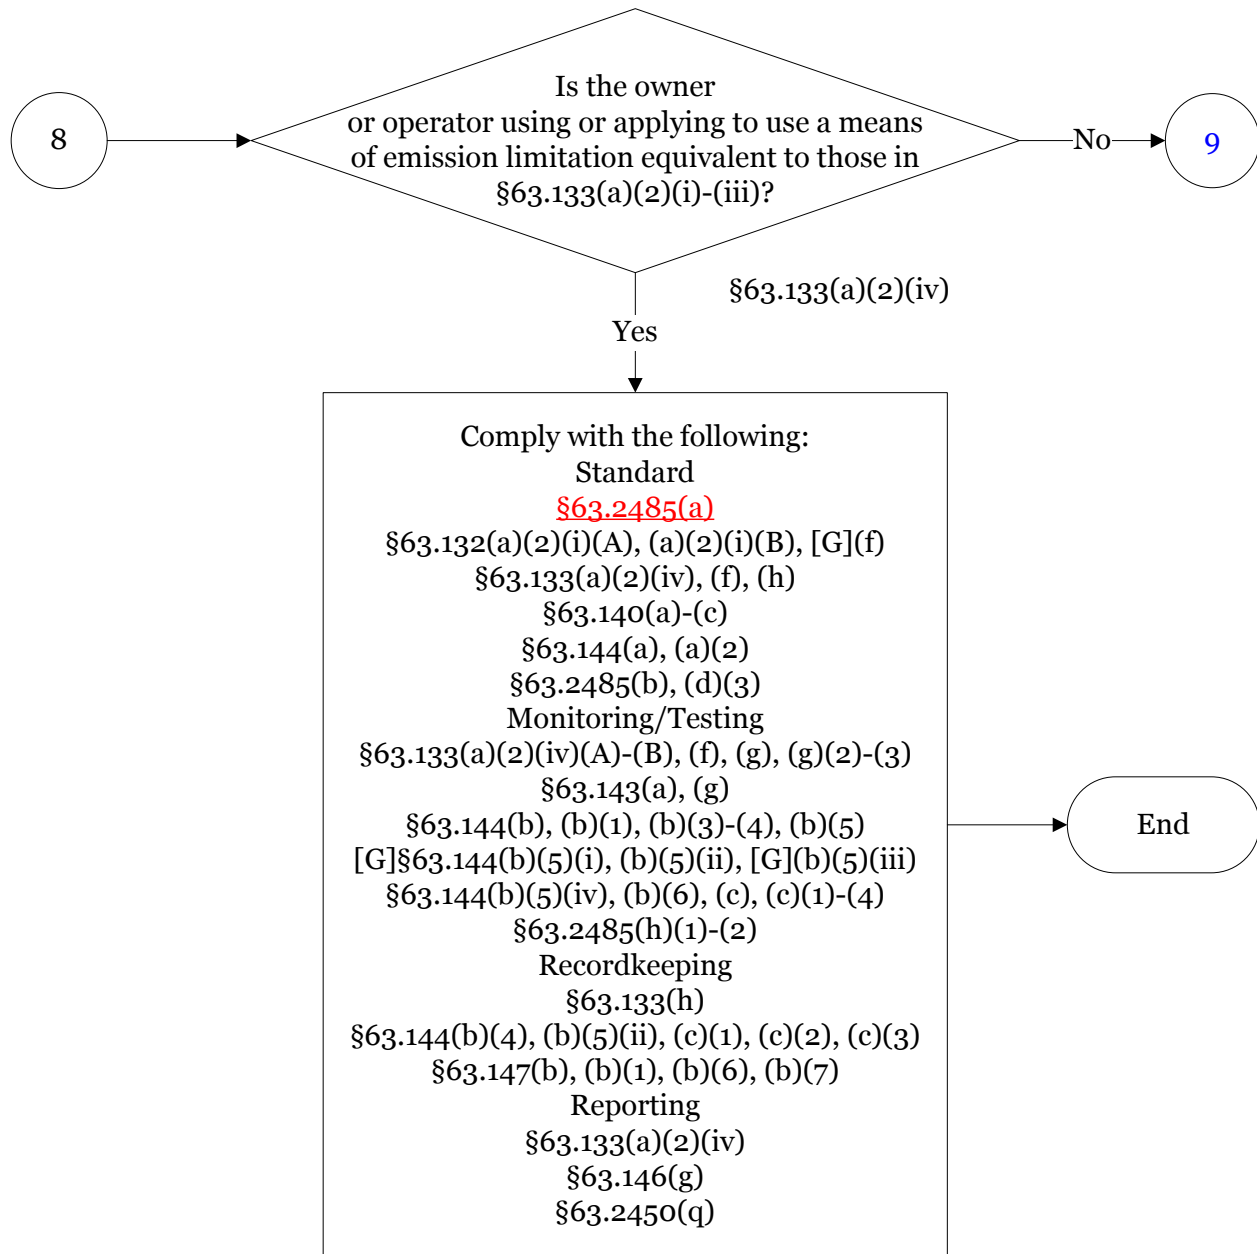 8
Is the owner
or operator using or applying to use a means
of emission limitation equivalent to those in
§63.133(a)(2)(i)-(iii)?
No
9
§63.133(a)(2)(iv)
Yes
Comply with the following:
Standard
§63.2485(a)
§63.132(a)(2)(i)(A), (a)(2)(i)(B), [G](f)
§63.133(a)(2)(iv), (f), (h)
§63.140(a)-(c)
§63.144(a), (a)(2)
§63.2485(b), (d)(3)
Monitoring/Testing
§63.133(a)(2)(iv)(A)-(B), (f), (g), (g)(2)-(3)
§63.143(a), (g)
§63.144(b), (b)(1), (b)(3)-(4), (b)(5)
[G]§63.144(b)(5)(i), (b)(5)(ii), [G](b)(5)(iii)
§63.144(b)(5)(iv), (b)(6), (c), (c)(1)-(4)
§63.2485(h)(1)-(2)
Recordkeeping
§63.133(h)
§63.144(b)(4), (b)(5)(ii), (c)(1), (c)(2), (c)(3)
§63.147(b), (b)(1), (b)(6), (b)(7)
Reporting
§63.133(a)(2)(iv)
§63.146(g)
§63.2450(q)
End